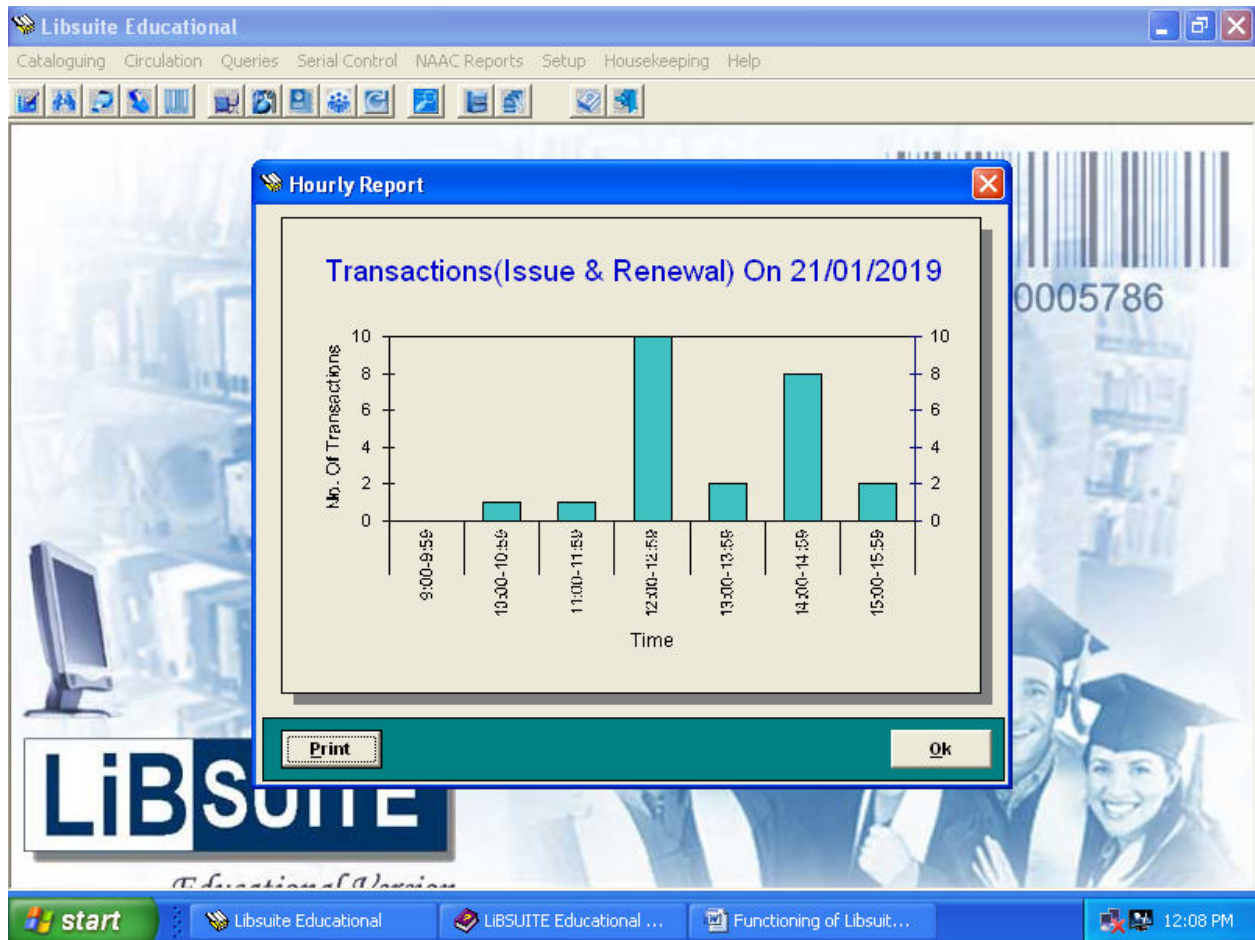 Libsuite Educational
Cataloguing Circulation Queries Serial Control NAAC Reports Setup Housekeeping Help
Hourly Report
0005786
Transactions(Issue & Renewal) On 21/01/2019
No. Of Transactions
10
8
6
4
2
0
10
8
6
4
2
0
9:00-9:59
10:00-10:59
11:00-11:59
12:00-12:59
13:00-13:59
14:00-14:59
15:00-15:59
Time
Print
Ok
LiBSUITE
Educational Version
start
Libsuite Educational
LiBSUITE Educational ...
Functioning of Libsuit...
12:08 PM